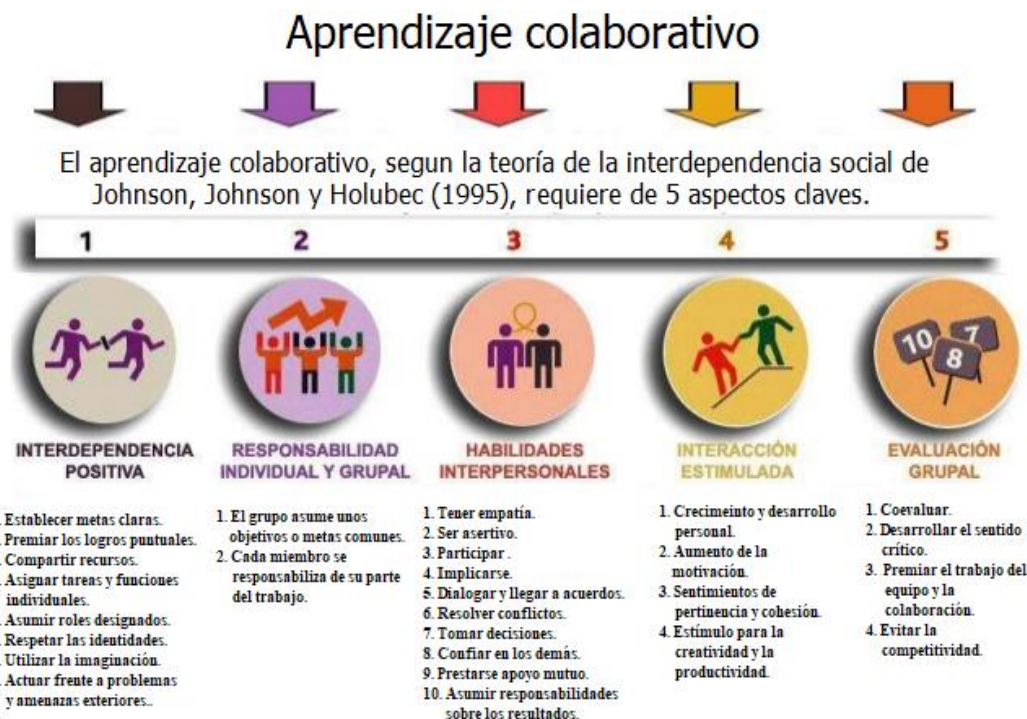 Aprendizaje colaborativo
El aprendizaje colaborativo, segun la teoría de la interdependencia social de
Johnson, Johnson y Holubec (1995), requiere de 5 aspectos claves.
1
2
3
4
5
10
7
8
INTERDEPENDENCIA
POSITIVA
. Establecer metas claras.
. Premiar los logros puntuales.
. Compartir recursos.
. Asignar tareas y funciones
individuales.
. Asumir roles designados.
. Respetar las identidades.
. Utilizar la imaginación.
. Actuar frente a problemas
y amenazas exteriores..
RESPONSABILIDAD
INDIVIDUAL Y GRUPAL
1. El grupo asume unos
objetivos o metas comunes.
2. Cada miembro se
responsabiliza de su parte
del trabajo.
HABILIDADES
INTERPERSONALES
1. Tener empatía.
2. Ser asertivo.
3. Participar .
4. Implicarse.
5. Dialogar y llegar a acuerdos.
6. Resolver conflictos.
7. Tomar decisiones.
8. Confiar en los demás.
9. Prestarse apoyo mutuo.
10. Asumir responsabilidades
sobre los resultados.
INTERACCIÓN
ESTIMULADA
1. Crecimeinto y desarrollo
personal.
2. Aumento de la
motivación.
3. Sentimientos de
pertinencia y cohesión.
4. Estímulo para la
creatividad y la
productividad.
EVALUACIÓN
GRUPAL
1. Coevaluar.
2. Desarrollar el sentido
crítico.
3. Premiar el trabajo del
equipo y la
colaboración.
4. Evitar la
competitividad.